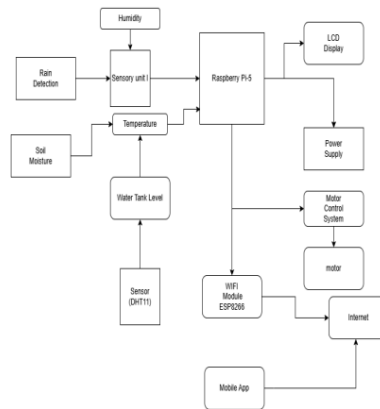 Humidity
LCD
Display
Rain
Detection
Sensory unit I
Raspberry PI-5
Temperature
Soil
Moisture
Power
Supply
Water Tank Level
Motor
Control
System
motor
Sensor
(DHT11)
WIFI
Module
ESP8266
Internet
Mobile App